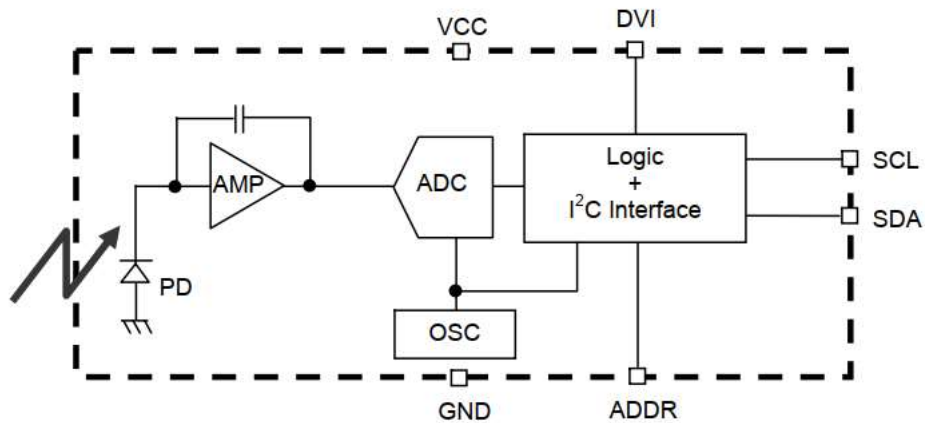 VCC
DVI
AMP
ADC
Logic
+
I²C Interface
SCL
SDA
PD
OSC
GND
ADDR